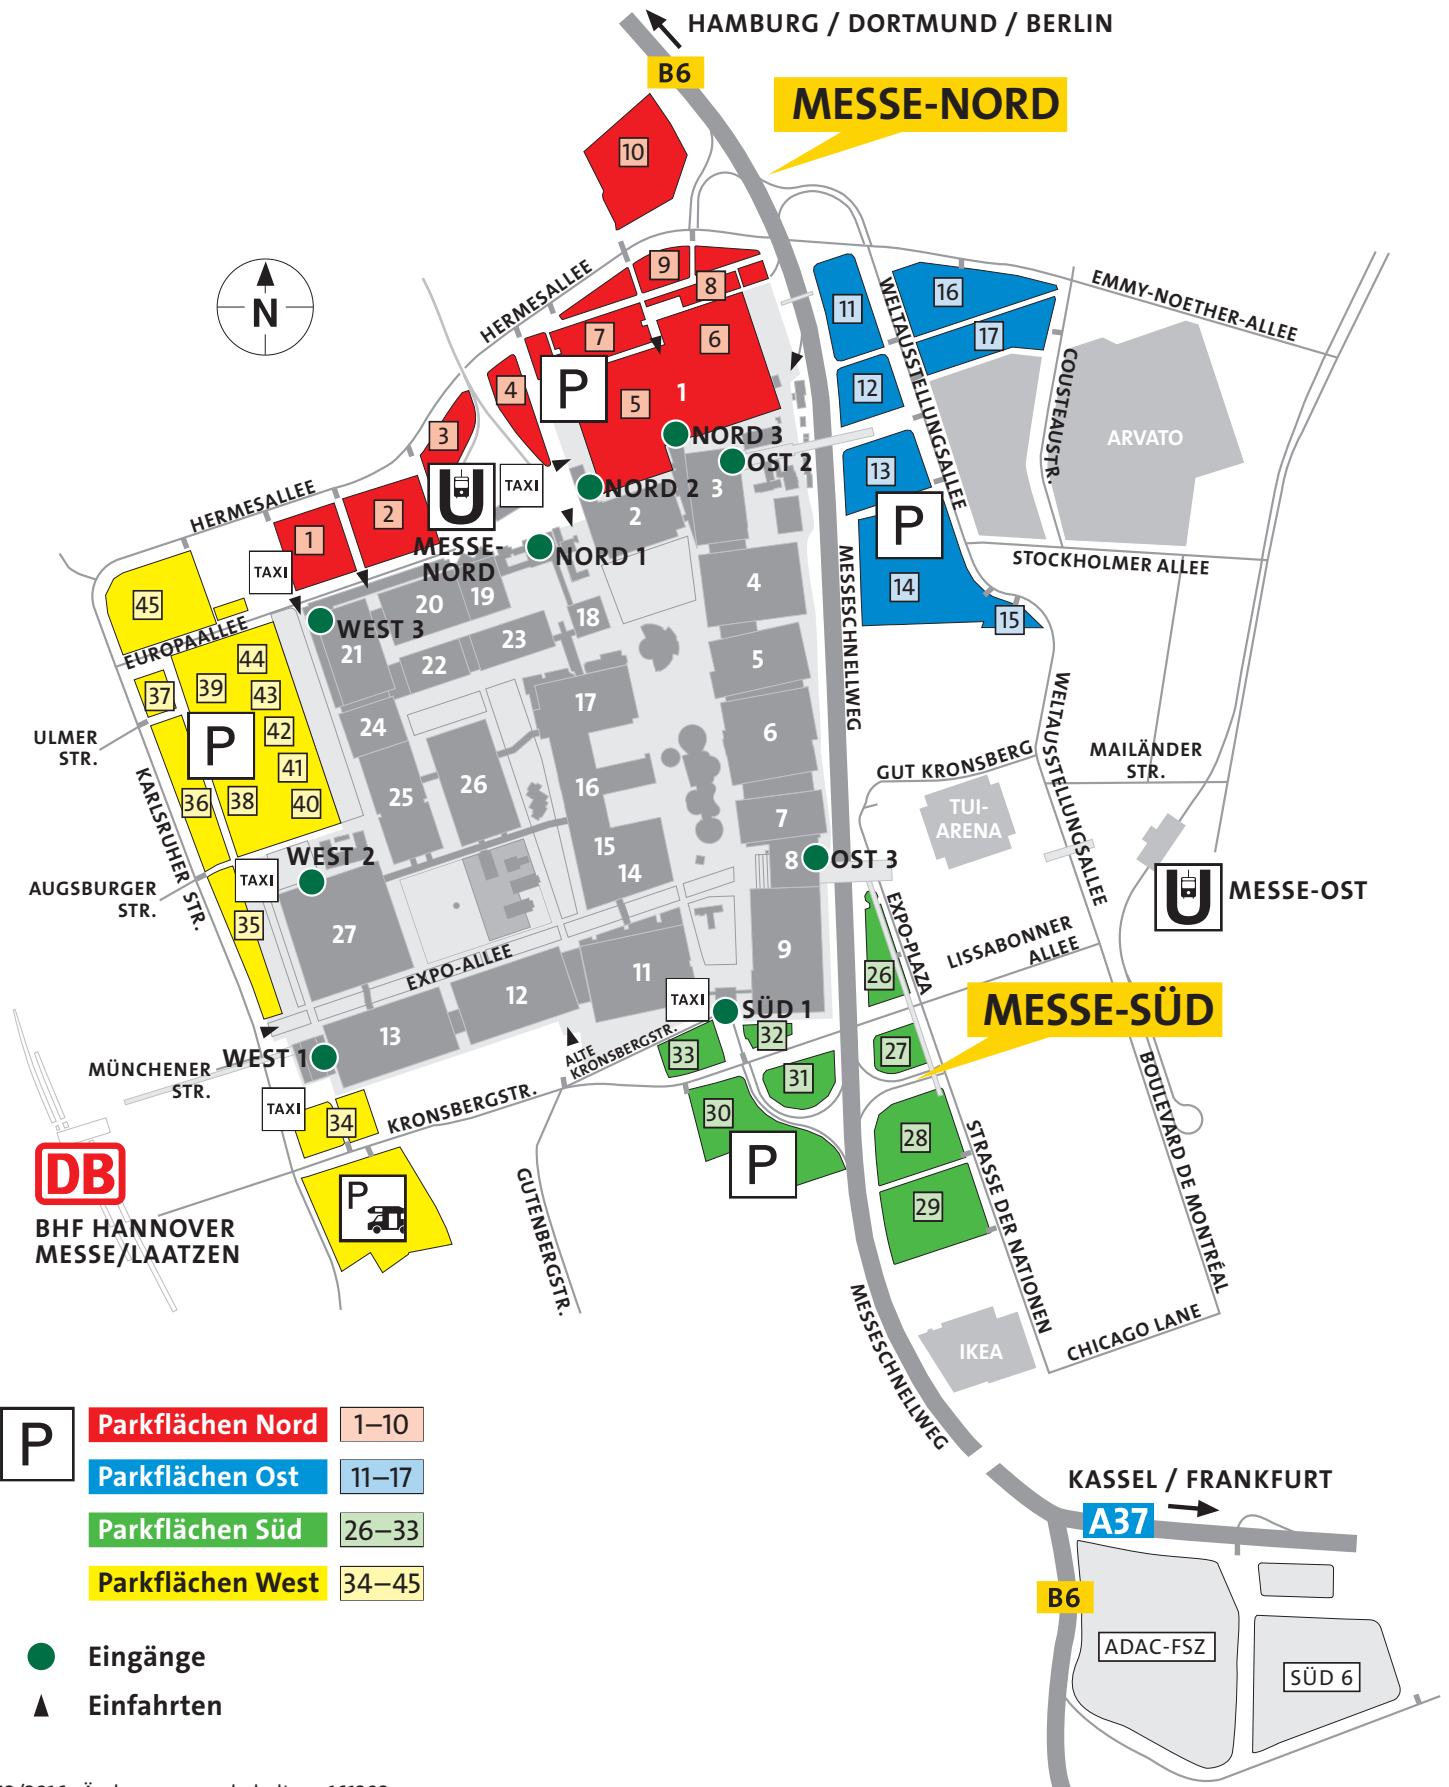 HAMBURG / DORTMUND / BERLIN
B6
MESSE-NORD
10
N
HERMESALLEE
9
8
7
6
11
16
17
WELTAUSSTELLUNGSALLEE
EMMY-NOETHER-ALLEE
COUSTEAUSTR.
ARVATO
4
P
5
1
12
3
NORD 3
OST 2
13
HERMESALLEE
U
TAXI
NORD 2
3
P
1
2
MESSE-
NORD
NORD 1
2
MESSESCHNELLWEG
STOCKHOLMER ALLEE
TAXI
45
20
19
18
4
14
15
EUROPAALLEE
WEST 3
21
22
23
5
44
37
39
43
42
41
40
38
36
P
ULMER
STR.
KARLSRUHER STR.
24
25
26
17
16
15
14
6
7
8
OST 3
GUT KRONSBERG
TUI-
ARENA
WELTAUSSTELLUNGSALLEE
MAILÄNDER
STR.
AUGSBURGER
STR.
TAXI
WEST 2
35
27
EXPO-ALLEE
9
EXPO-PLAZA
26
LISSABONNER
ALLEE
U
MESSE-OST
MESSE-SÜD
11
12
13
TAXI
SÜD 1
32
33
31
27
30
P
28
29
ALTE
KRONSBERGSTR.
MÜNCHENER
STR.
WEST 1
TAXI
34
KRONSBERGSTR.
P
GUTENBERGSTR.
STRASSE DER NATIONEN
BOULEVARD DE MONTRÉAL
DB
BHF HANNOVER
MESSE/LAATZEN
MESSESCHNELLWEG
IKEA
CHICAGO LANE
P
Parkflächen Nord 1–10
Parkflächen Ost 11–17
Parkflächen Süd 26–33
Parkflächen West 34–45
Eingänge
Einfahrten
KASSEL / FRANKFURT
A37
B6
ADAC-FSZ
SÜD 6